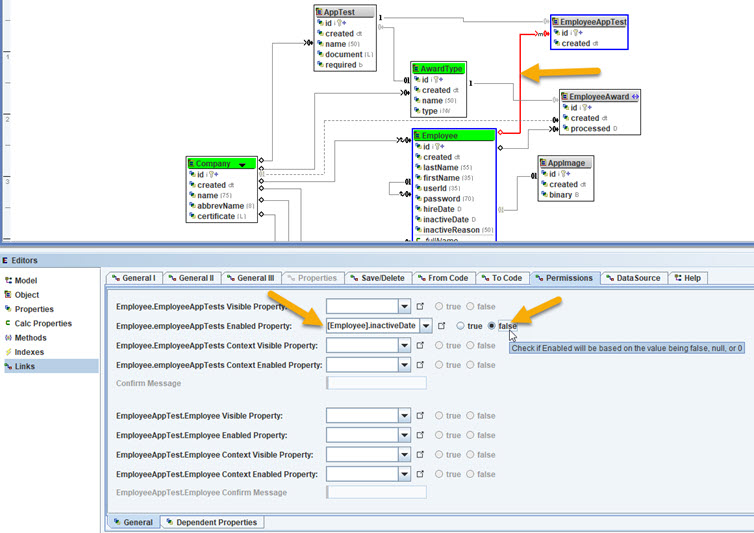 AppTest
id
created dt
name (50)
document (L)
required b
1
EmployeeAppTest
id
created dt
AwardType
id
created dt
name (50)
type
1
EmployeeAward
id
created dt
processed D
Employee
id
created dt
lastName (55)
firstName (35)
userId (35)
password (70)
hireDate D
inactiveDate D
inactiveReason (50)
fullName
AppImage
id
created dt
binary B
Company
id
created dt
name (75)
abbrevName (8)
certificate (L)
1
2
3
Editors
Model
Object
Properties
Calc Properties
Methods
Indexes
Links
General I
General II
General III
Properties
Save/Delete
From Code
To Code
Permissions
DataSource
Help
Employee.employeeAppTests Visible Property: true false
Employee.employeeAppTests Enabled Property: [Employee].inactiveDate true false
Check if Enabled will be based on the value being false, null, or 0
Employee.employeeAppTests Context Visible Property: true false
Employee.employeeAppTests Context Enabled Property: true false
Confirm Message
EmployeeAppTest.Employee Visible Property: true false
EmployeeAppTest.Employee Enabled Property: true false
EmployeeAppTest.Employee Context Visible Property: true false
EmployeeAppTest.Employee Context Enabled Property: true false
EmployeeAppTest.Employee Confirm Message
General
Dependent Properties